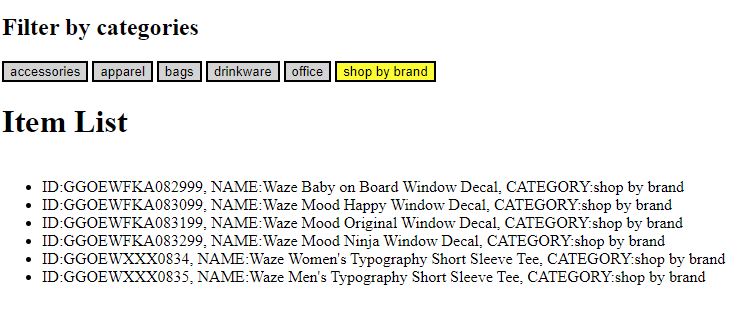 Filter by categories
accessories apparel bags drinkware office shop by brand
Item List
ID:GGOEWFKA082999, NAME:Waze Baby on Board Window Decal, CATEGORY:shop by brand
ID:GGOEWFKA083099, NAME:Waze Mood Happy Window Decal, CATEGORY:shop by brand
ID:GGOEWFKA083199, NAME:Waze Mood Original Window Decal, CATEGORY:shop by brand
ID:GGOEWFKA083299, NAME:Waze Mood Ninja Window Decal, CATEGORY:shop by brand
ID:GGOEWXXX0834, NAME:Waze Women's Typography Short Sleeve Tee, CATEGORY:shop by brand
ID:GGOEWXXX0835, NAME:Waze Men's Typography Short Sleeve Tee, CATEGORY:shop by brand